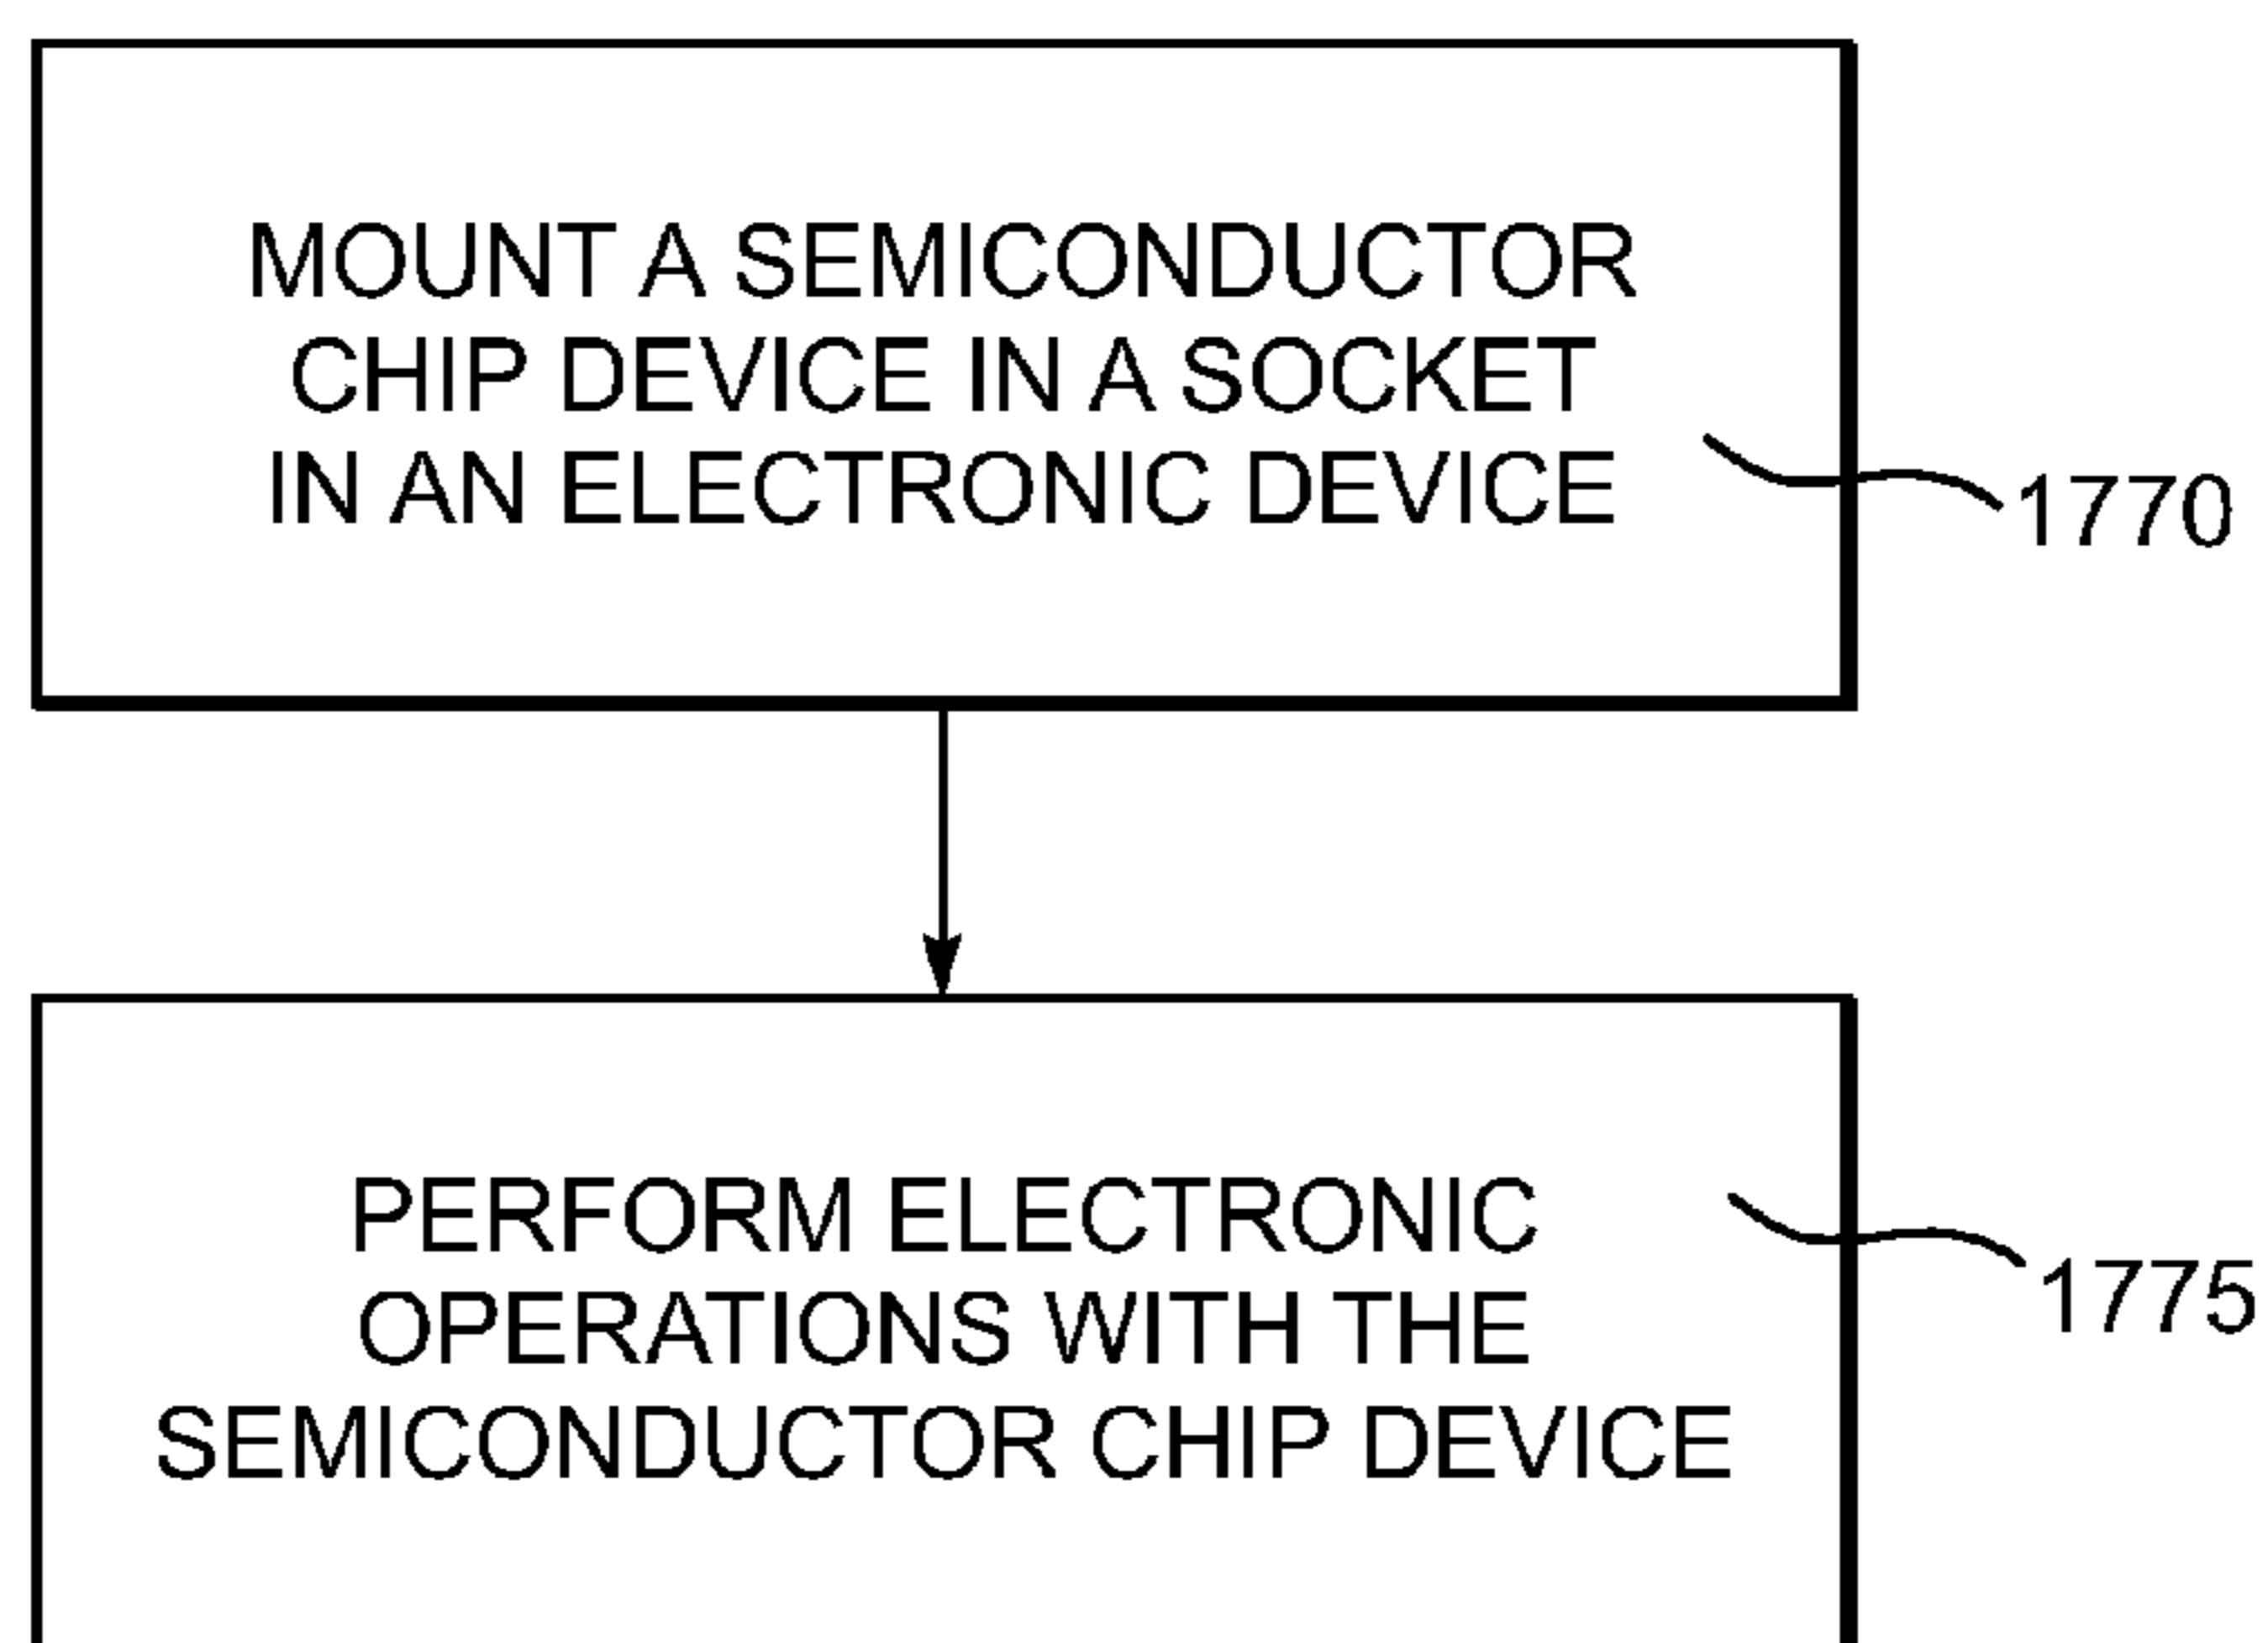 MOUNT A SEMICONDUCTOR
CHIP DEVICE IN A SOCKET
IN AN ELECTRONIC DEVICE
1770
PERFORM ELECTRONIC
OPERATIONS WITH THE
SEMICONDUCTOR CHIP DEVICE
1775